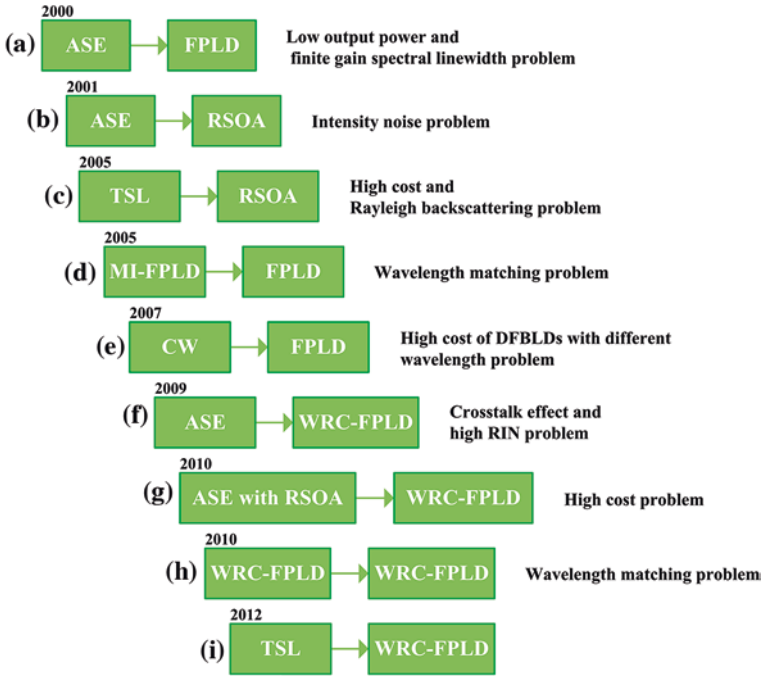 2000
(a) ASE FPLD Low output power and
finite gain spectral linewidth problem
2001
(b) ASE RSOA Intensity noise problem
2005
(c) TSL RSOA High cost and
Rayleigh backscattering problem
2005
(d) MI-FPLD FPLD Wavelength matching problem
2007
(e) CW FPLD High cost of DFBLDs with different
wavelength problem
2009
(f) ASE WRC-FPLD Crosstalk effect and
high RIN problem
2010
(g) ASE with RSOA WRC-FPLD High cost problem
2010
(h) WRC-FPLD WRC-FPLD Wavelength matching problem
2012
(i) TSL WRC-FPLD